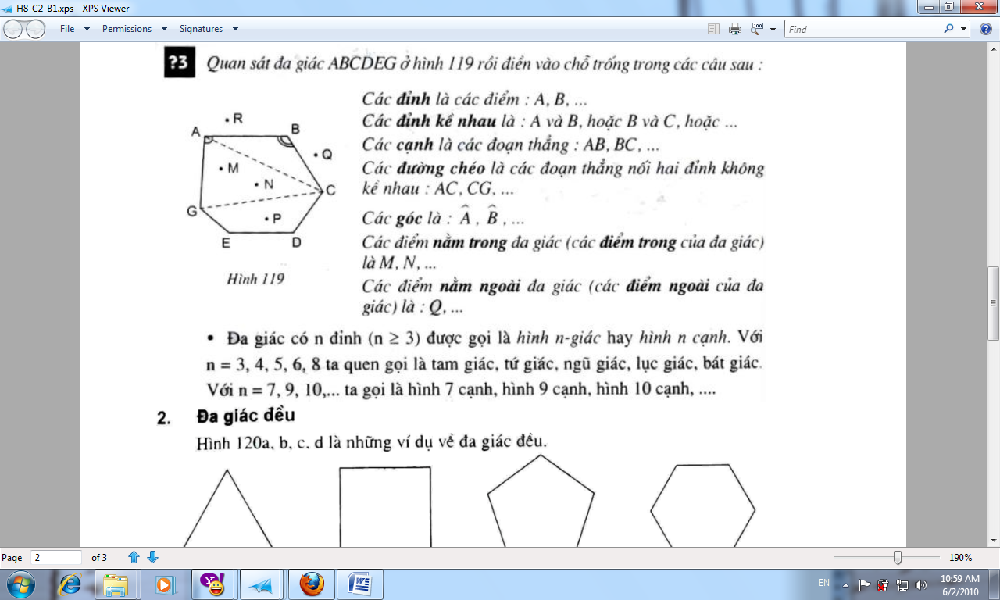 H8_C2_B1.xps - XPS Viewer
File Permissions Signatures Find
?3 Quan sát đa giác ABCDEG ở hình 119 rồi điền vào chỗ trống trong các câu sau :
Các đỉnh là các điểm : A, B, ...
Các đỉnh kề nhau là : A và B, hoặc B và C, hoặc ...
Các cạnh là các đoạn thẳng : AB, BC, ...
Các đường chéo là các đoạn thẳng nối hai đỉnh không
kề nhau : AC, CG, ...
Các góc là : Â , B̂ , ...
Các điểm nằm trong đa giác (các điểm trong của đa giác)
là M, N, ...
Các điểm nằm ngoài đa giác (các điểm ngoài của đa
giác) là : Q, ...
R
A
B
Q
M
N
C
G
P
E
D
Hình 119
• Đa giác có n đỉnh (n ≥ 3) được gọi là hình n-giác hay hình n cạnh. Với
n = 3, 4, 5, 6, 8 ta quen gọi là tam giác, tứ giác, ngũ giác, lục giác, bát giác.
Với n = 7, 9, 10,... ta gọi là hình 7 cạnh, hình 9 cạnh, hình 10 cạnh, ....
2. Đa giác đều
Hình 120a, b, c, d là những ví dụ về đa giác đều.
Page 2 of 3 190%
EN 10:59 AM
6/2/2010